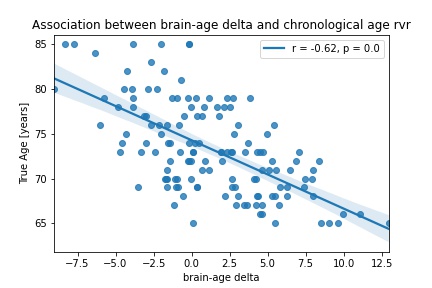 Association between brain-age delta and chronological age rvr
r = -0.62, p = 0.0
85
80
75
70
65
True Age [years]
−7.5 −5.0 −2.5 0.0 2.5 5.0 7.5 10.0 12.5
brain-age delta